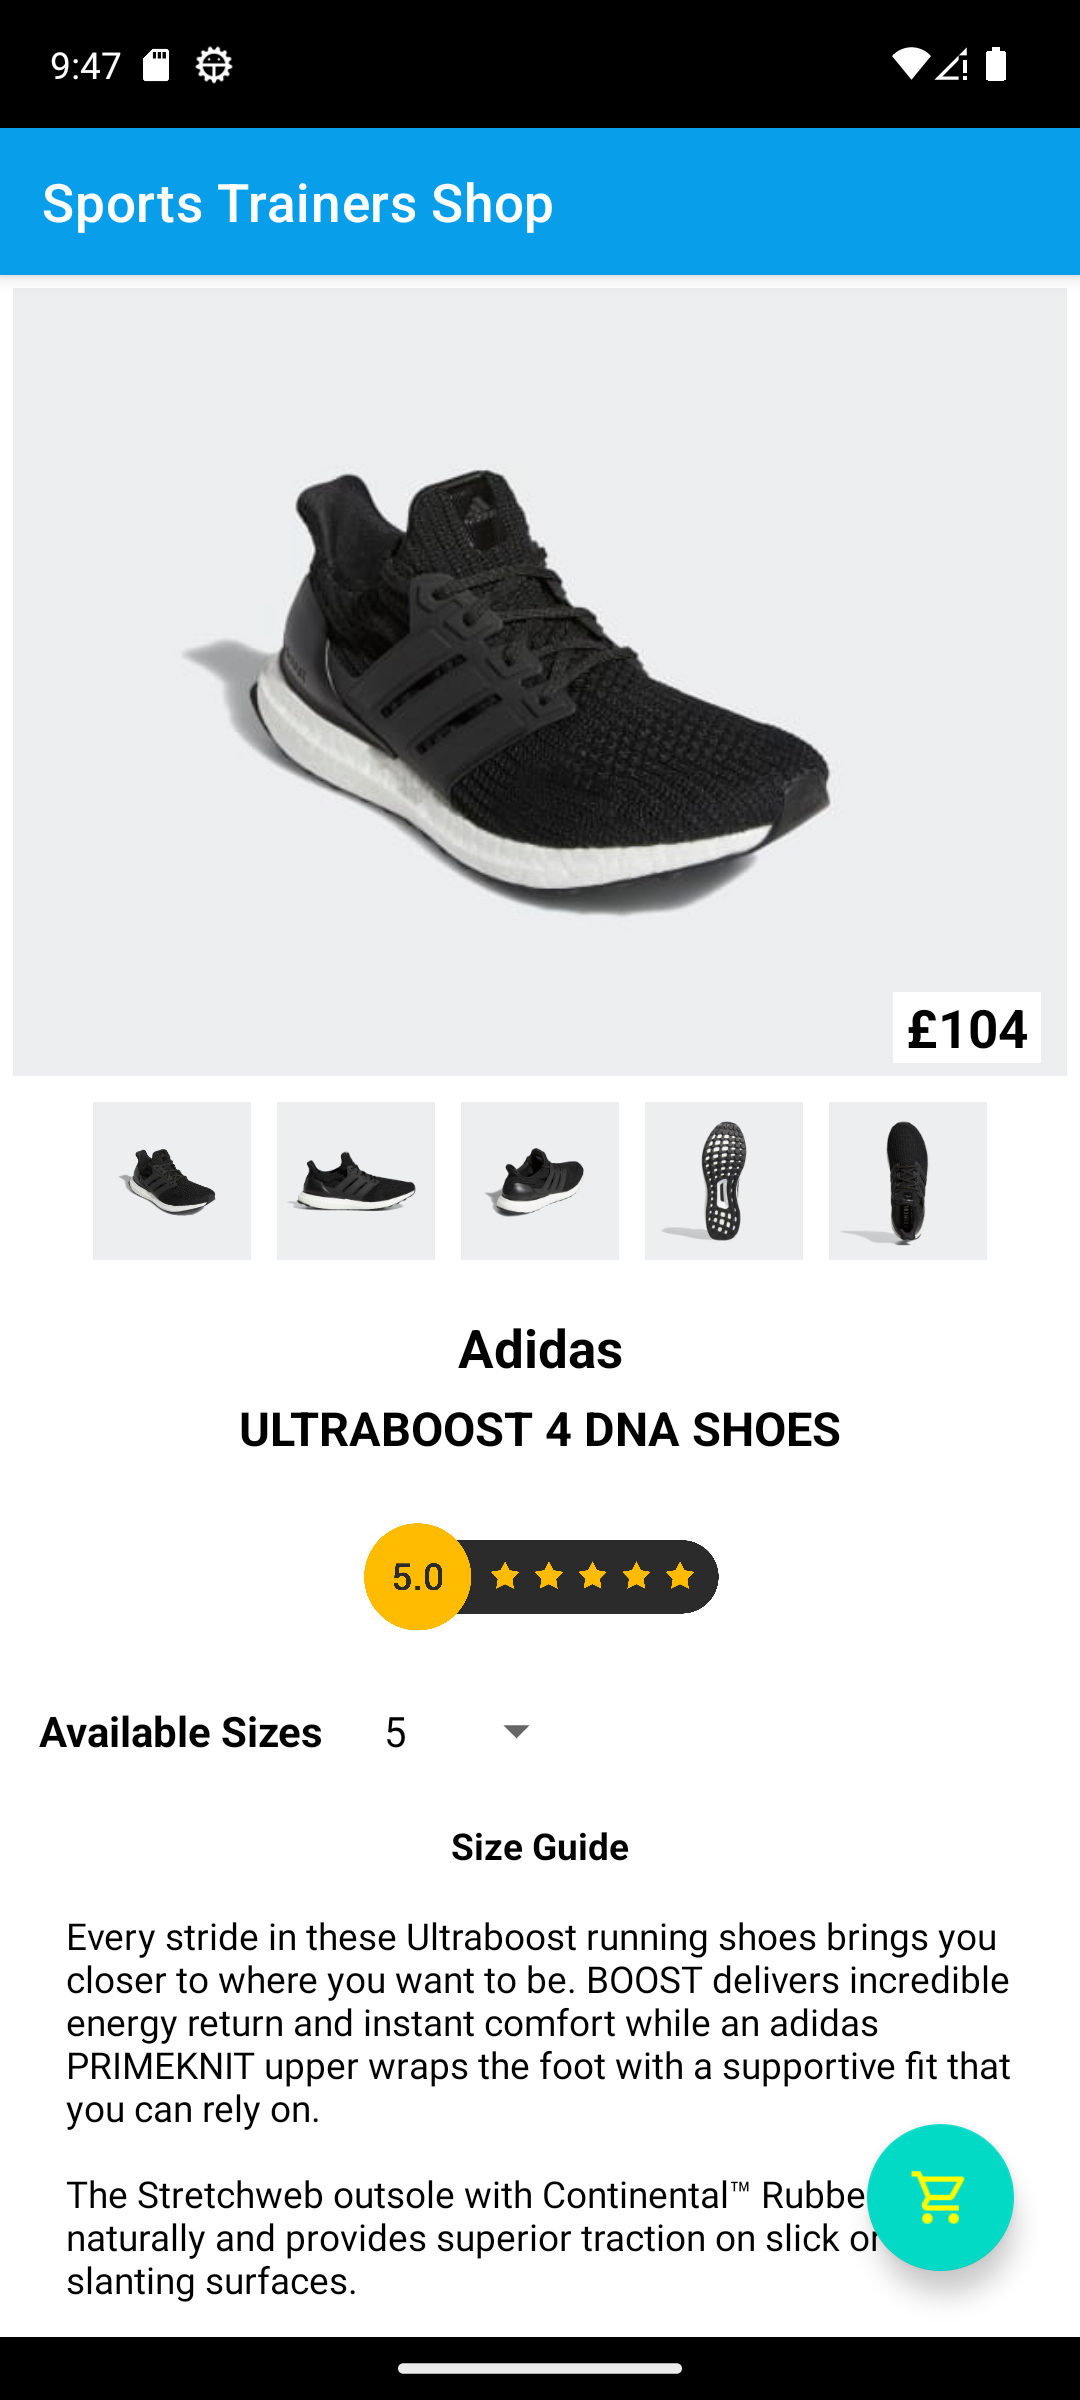 9:47
Sports Trainers Shop
£104
Adidas
ULTRABOOST 4 DNA SHOES
5.0
Available Sizes 5
Size Guide
Every stride in these Ultraboost running shoes brings you
closer to where you want to be. BOOST delivers incredible
energy return and instant comfort while an adidas
PRIMEKNIT upper wraps the foot with a supportive fit that
you can rely on.
The Stretchweb outsole with Continental™ Rubbe
naturally and provides superior traction on slick or
slanting surfaces.